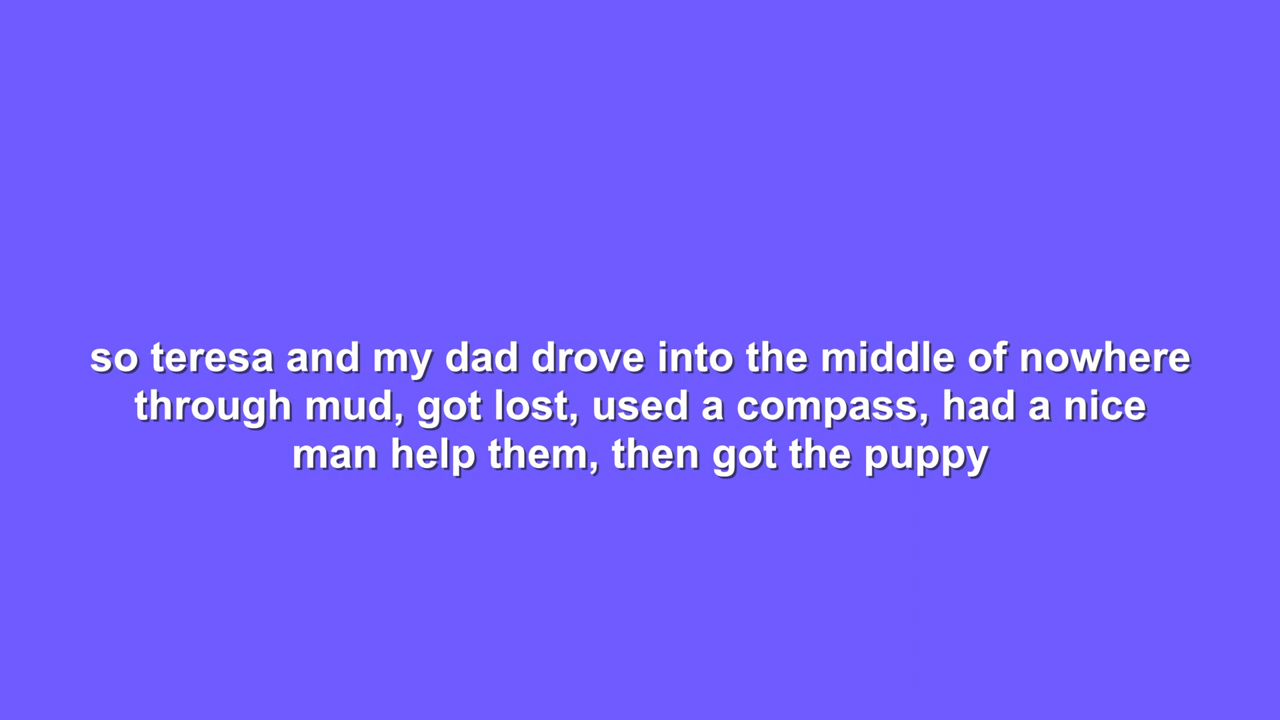 so teresa and my dad drove into the middle of nowhere
through mud, got lost, used a compass, had a nice
man help them, then got the puppy